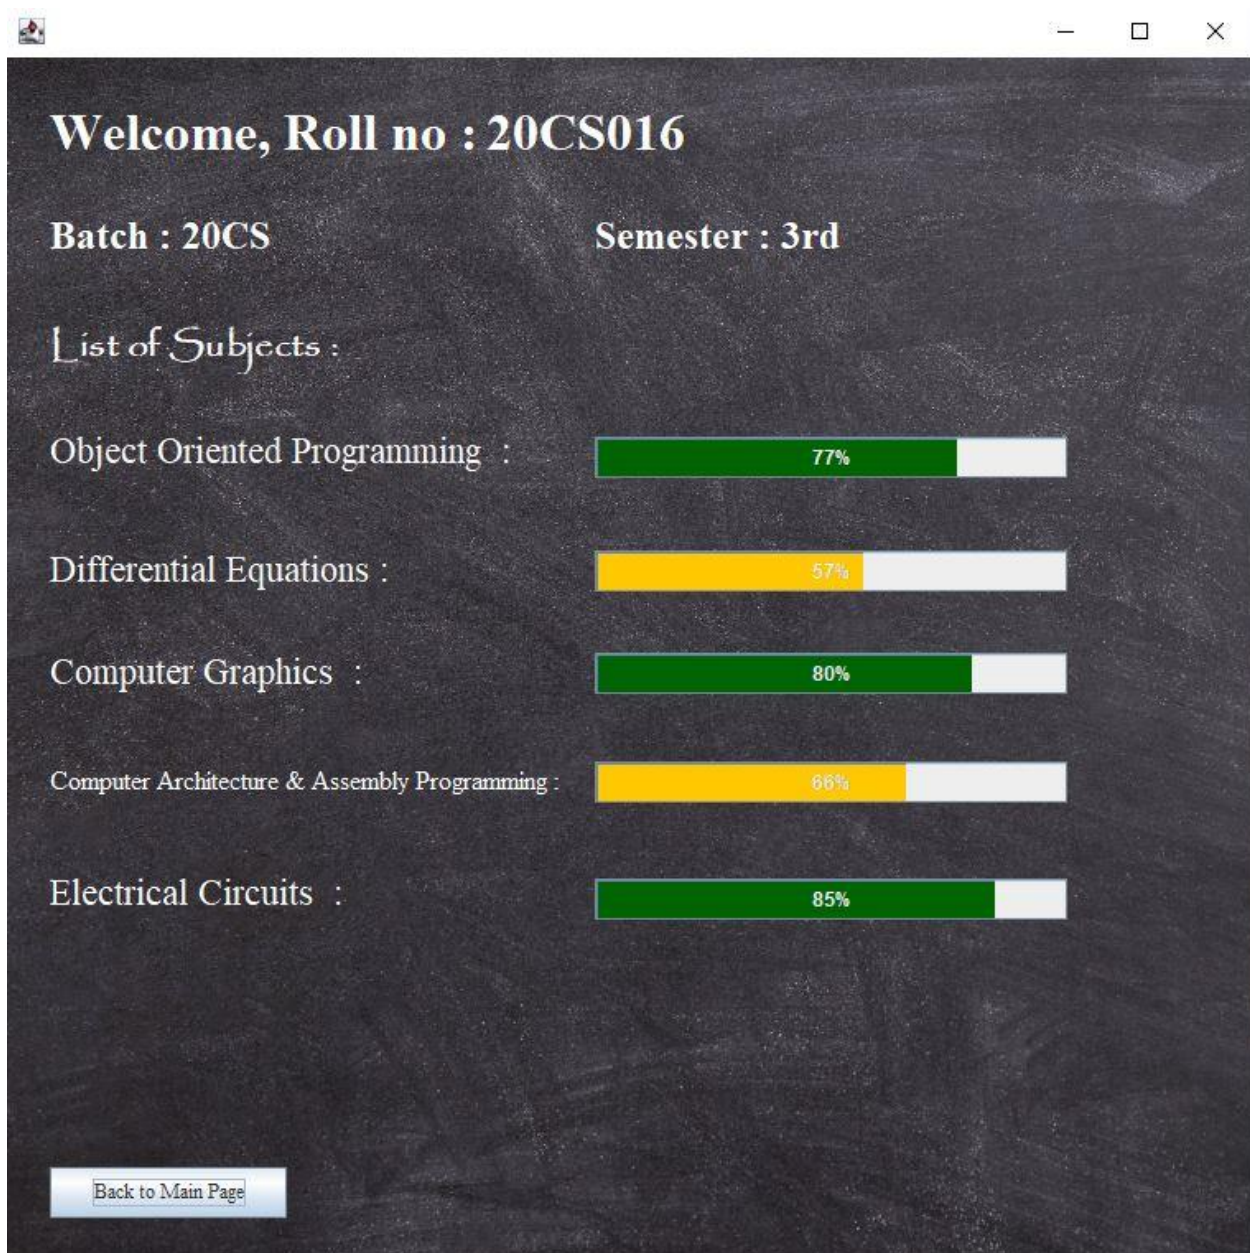 Welcome, Roll no : 20CS016
Batch : 20CS Semester : 3rd
List of Subjects :
Object Oriented Programming : 77%
Differential Equations : 57%
Computer Graphics : 80%
Computer Architecture & Assembly Programming : 66%
Electrical Circuits : 85%
Back to Main Page